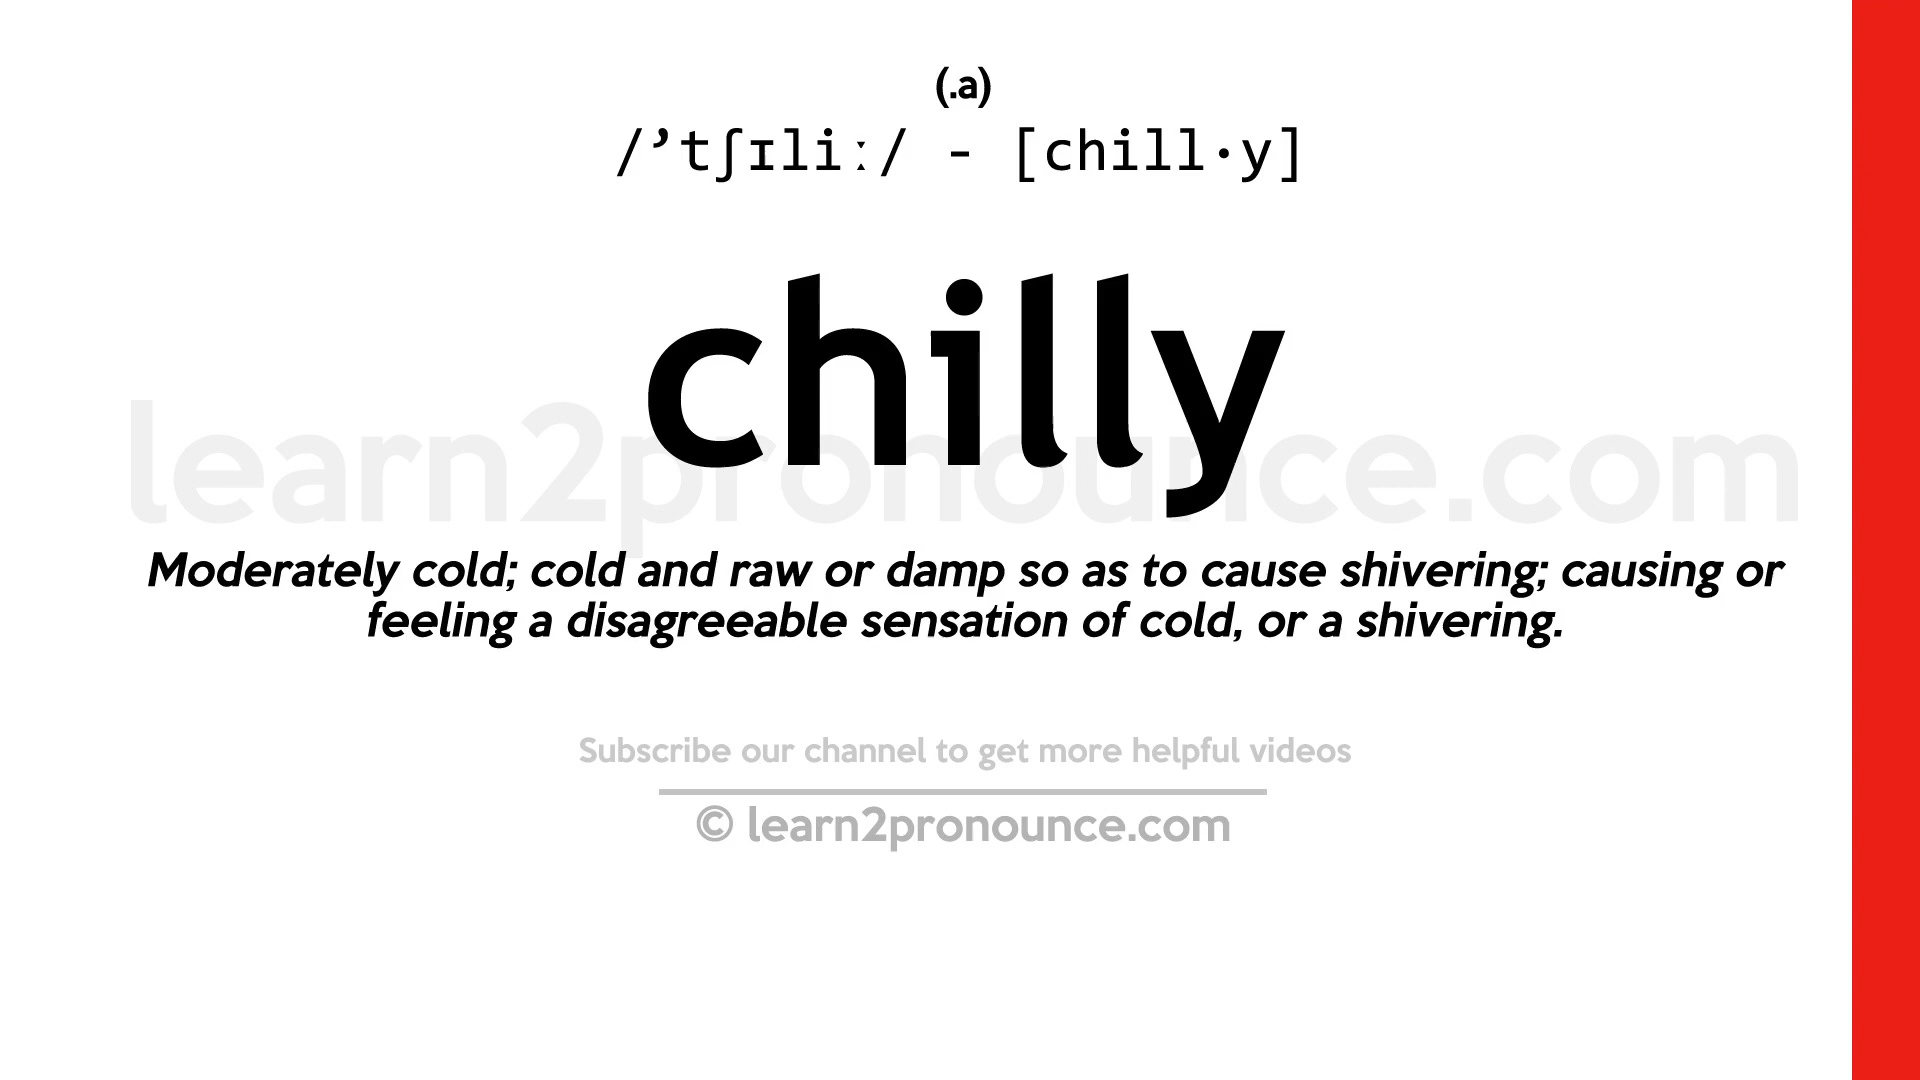 (.a)
/’tʃɪliː/ - [chill·y]
chilly
learn2pronounce.com
Moderately cold; cold and raw or damp so as to cause shivering; causing or
feeling a disagreeable sensation of cold, or a shivering.
Subscribe our channel to get more helpful videos
© learn2pronounce.com